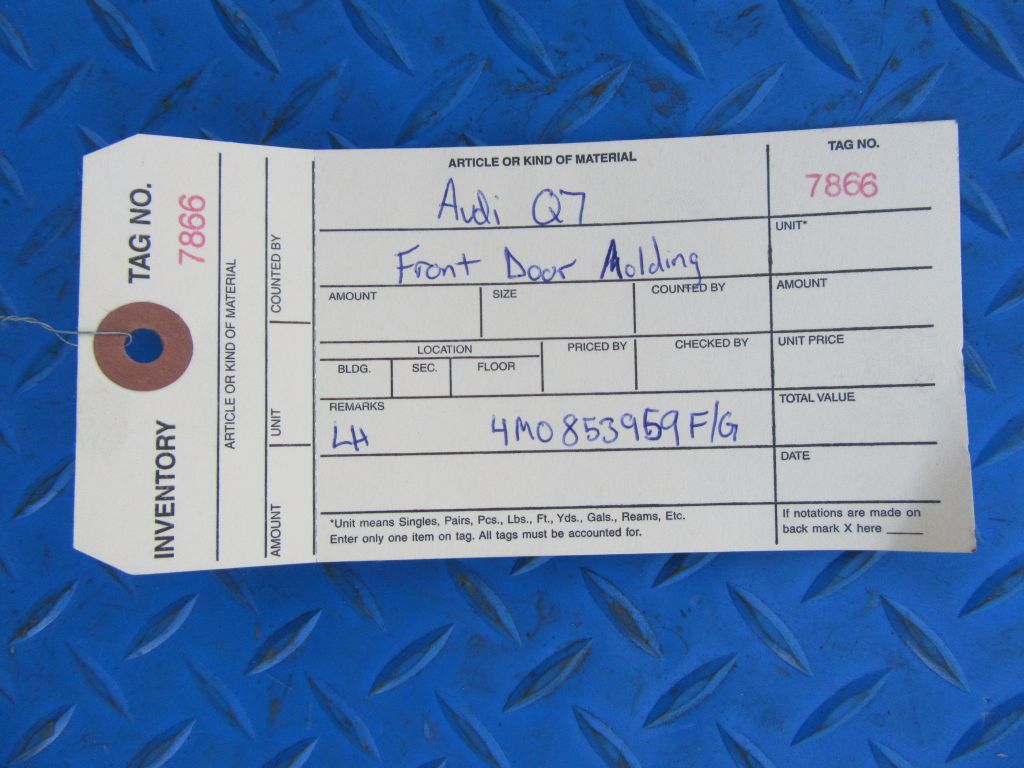 INVENTORY TAG NO.
7866
ARTICLE OR KIND OF MATERIAL
AMOUNT UNIT COUNTED BY
ARTICLE OR KIND OF MATERIAL
TAG NO.
Audi Q7
7866
Front Door Molding
UNIT*
AMOUNT SIZE COUNTED BY
AMOUNT
LOCATION PRICED BY CHECKED BY
UNIT PRICE
BLDG. SEC. FLOOR
REMARKS
TOTAL VALUE
LH 4M0 853959 F/G
DATE
*Unit means Singles, Pairs, Pcs., Lbs., Ft., Yds., Gals., Reams, Etc.
Enter only one item on tag. All tags must be accounted for.
If notations are made on
back mark X here ____